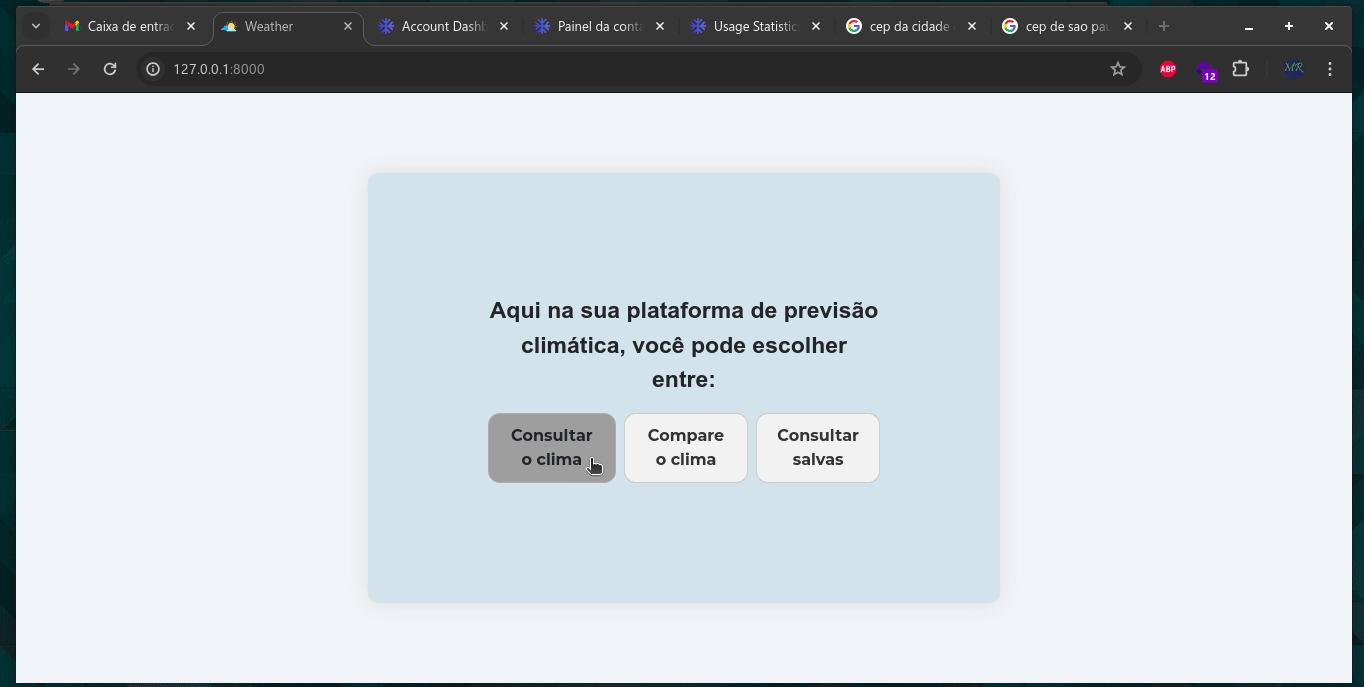 Caixa de entrac
Weather
Account Dashb
Painel da conta
Usage Statistic
cep da cidade
cep de sao pau
127.0.0.1:8000
ABP
12
MR
Aqui na sua plataforma de previsão
climática, você pode escolher
entre:
Consultar
o clima
Compare
o clima
Consultar
salvas